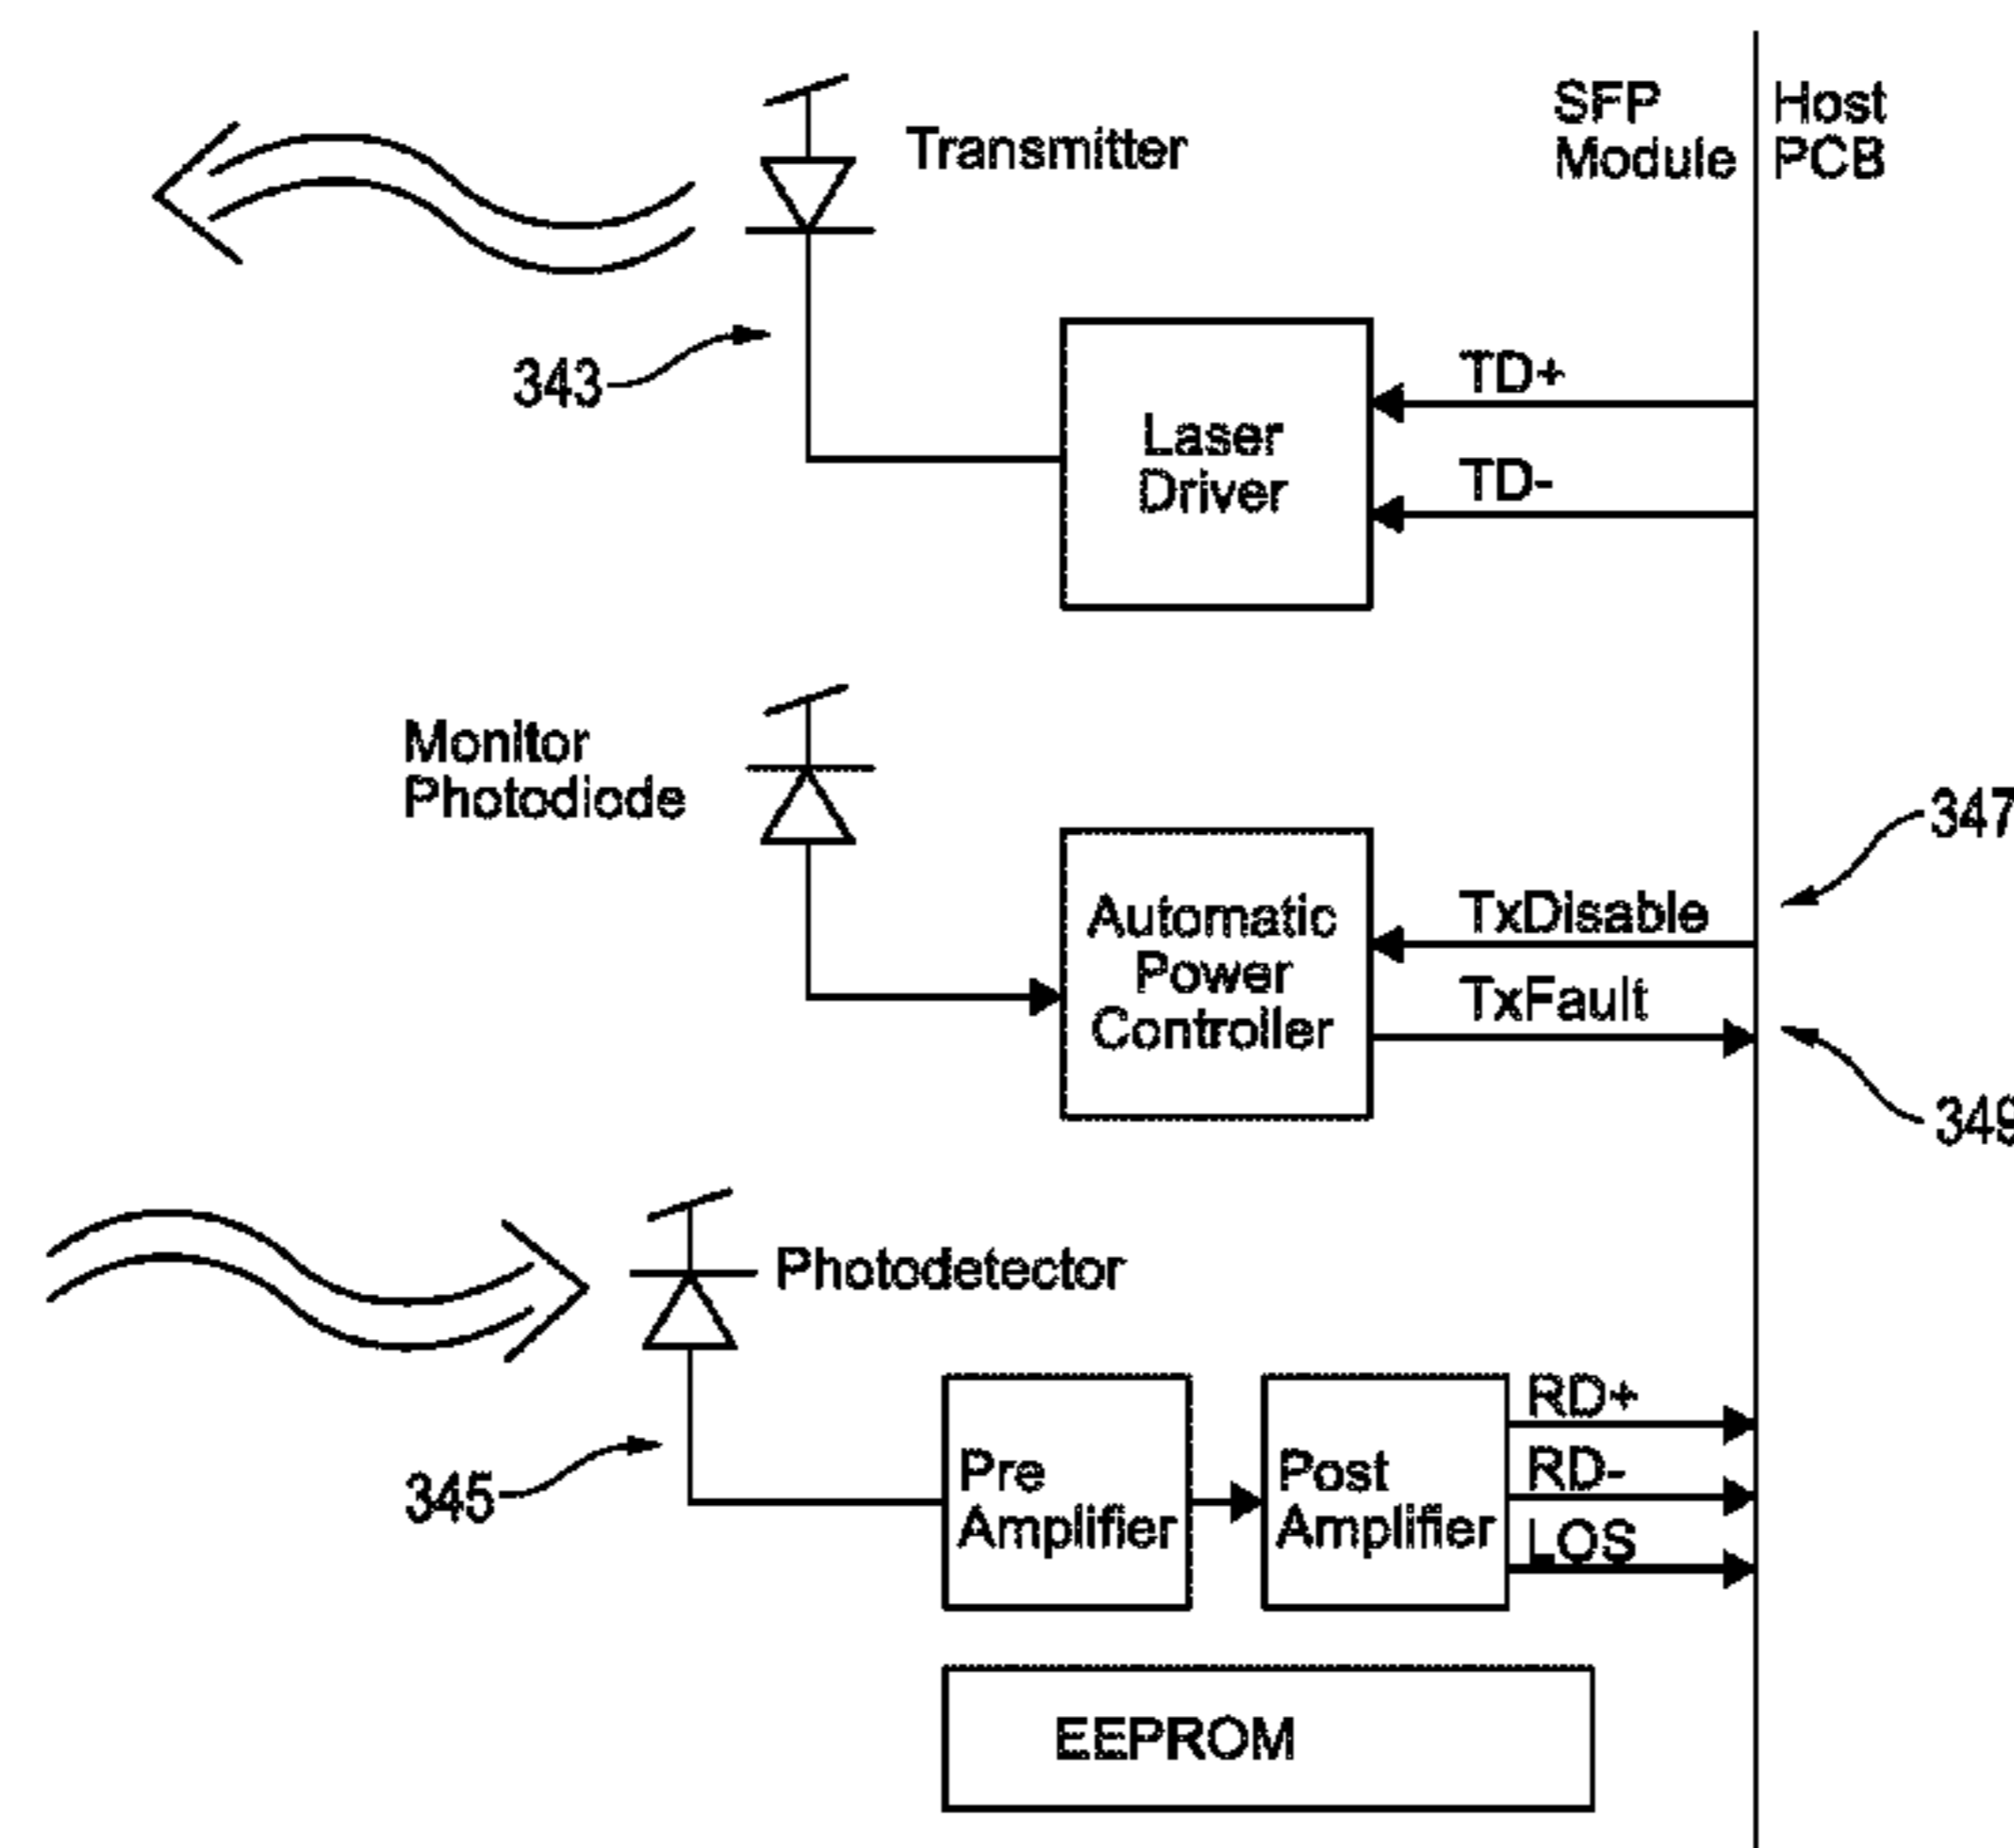 Transmitter
SFP
Module
Host
PCB
343
TD+
Laser
Driver
TD-
Monitor
Photodiode
347
Automatic
Power
Controller
TxDisable
TxFault
349
Photodetector
345
Pre
Amplifier
Post
Amplifier
RD+
RD-
LOS
EEPROM